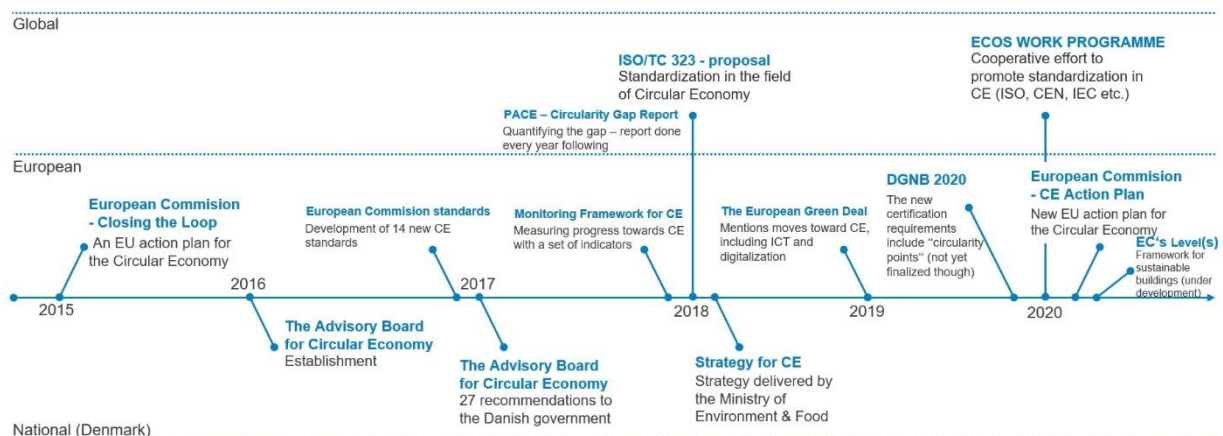 Global
ISO/TC 323 - proposal
Standardization in the field
of Circular Economy
PACE – Circularity Gap Report
Quantifying the gap – report done
every year following
ECOS WORK PROGRAMME
Cooperative effort to
promote standardization in
CE (ISO, CEN, IEC etc.)
European
European Commision
- Closing the Loop
An EU action plan for
the Circular Economy
European Commision standards
Development of 14 new CE
standards
Monitoring Framework for CE
Measuring progress towards CE
with a set of indicators
The European Green Deal
Mentions moves toward CE,
including ICT and
digitalization
DGNB 2020
The new
certification
requirements
include "circularity
points" (not yet
finalized though)
European Commision
- CE Action Plan
New EU action plan for
the Circular Economy
EC's Level(s)
Framework for
sustainable
buildings (under
development)
2015
2016
2017
2018
2019
2020
The Advisory Board
for Circular Economy
Establishment
The Advisory Board
for Circular Economy
27 recommendations to
the Danish government
Strategy for CE
Strategy delivered by
the Ministry of
Environment & Food
National (Denmark)